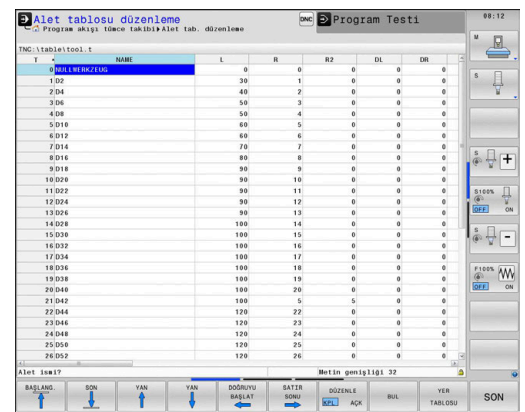 Alet tablosu düzenleme
DNC
Program Testi
08:12
Program akışı tümce takibi▸Alet tab. düzenleme
TNC:\table\tool.t
T NAME L R R2 DL DR
0 NULLWERKZEUG 0 0 0 0 0
1 D2 30 1 0 0 0
2 D4 40 2 0 0 0
3 D6 50 3 0 0 0
4 D8 50 4 0 0 0
5 D10 60 5 0 0 0
6 D12 60 6 0 0 0
7 D14 70 7 0 0 0
8 D16 80 8 0 0 0
9 D18 90 9 0 0 0
10 D20 90 10 0 0 0
11 D22 90 11 0 0 0
12 D24 90 12 0 0 0
13 D26 90 13 0 0 0
14 D28 100 14 0 0 0
15 D30 100 15 0 0 0
16 D32 100 16 0 0 0
17 D34 100 17 0 0 0
18 D36 100 18 0 0 0
19 D38 100 19 0 0 0
20 D40 100 20 0 0 0
21 D42 100 5 5 0 0
22 D44 120 22 0 0 0
23 D46 120 23 0 0 0
24 D48 120 24 0 0 0
25 D50 120 25 0 0 0
26 D52 120 26 0 0 0
Alet ismi?
Metin genişliği 32
M
S
S
S100%
OFF ON
S
F100%
OFF ON
BAŞLANG.
SON
YAN
YAN
DOĞRUYU
BAŞLAT
SATIR
SONU
DÜZENLE
KPL. AÇK
BUL
YER
TABLOSU
SON